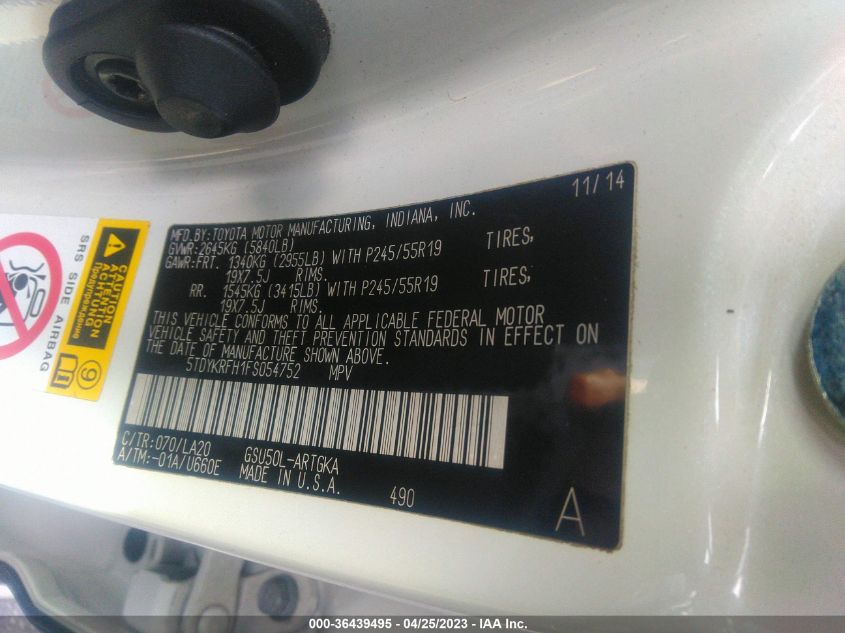 11/14
MFD.BY:TOYOTA MOTOR MANUFACTURING, INDIANA, INC.
GVWR:2645KG (5840LB)
GAWR:FRT. 1340KG (2955LB) WITH P245/55R19 TIRES,
19X7.5J RIMS.
RR. 1545KG (3415LB) WITH P245/55R19 TIRES,
19X7.5J RIMS.
THIS VEHICLE CONFORMS TO ALL APPLICABLE FEDERAL MOTOR
VEHICLE SAFETY AND THEFT PREVENTION STANDARDS IN EFFECT ON
THE DATE OF MANUFACTURE SHOWN ABOVE.
5TDYKRFH1FS054752 MPV
C/TR:070/LA20 GSU50L-ARTGKA
A/TM:-01A/U660E MADE IN U.S.A.
490
A
SRS SIDE AIRBAG
CAUTION
ATTENTION
ACHTUNG
Предупреждение
9
000-36439495 - 04/25/2023 - IAA Inc.